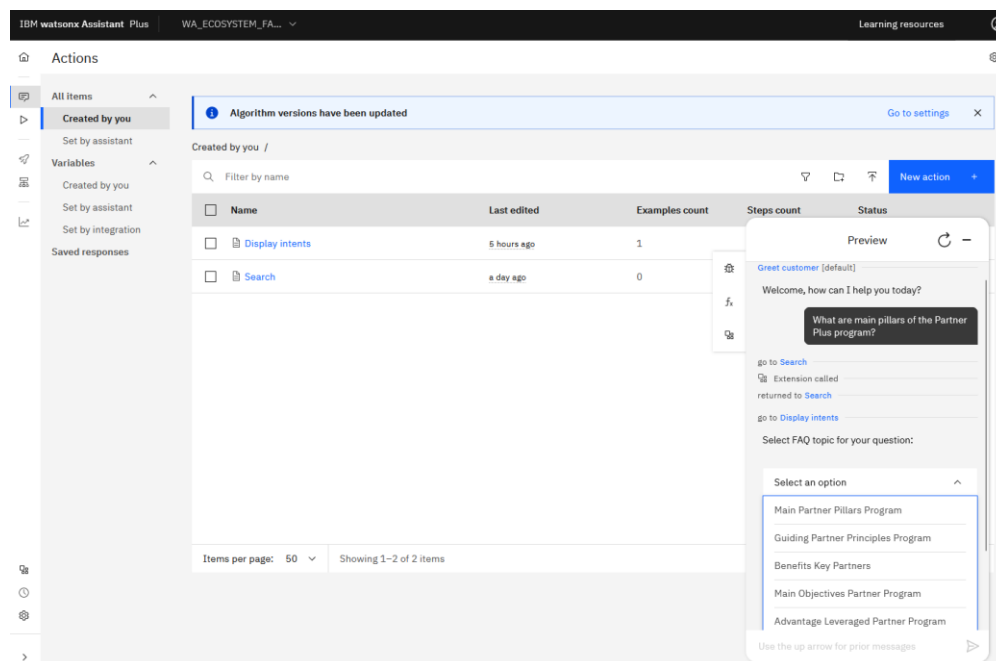 IBM watsonx Assistant Plus
WA_ECOSYSTEM_FA...
Learning resources
Actions
All items
Created by you
Set by assistant
Variables
Created by you
Set by assistant
Set by integration
Saved responses
Algorithm versions have been updated
Go to settings
Created by you /
Filter by name
New action +
Name Last edited Examples count Steps count Status
Display intents 5 hours ago 1
Search a day ago 0
Items per page: 50 Showing 1–2 of 2 items
Preview
Greet customer [default]
Welcome, how can I help you today?
What are main pillars of the Partner
Plus program?
go to Search
Extension called
returned to Search
go to Display intents
Select FAQ topic for your question:
Select an option
Main Partner Pillars Program
Guiding Partner Principles Program
Benefits Key Partners
Main Objectives Partner Program
Advantage Leveraged Partner Program
Use the up arrow for prior messages